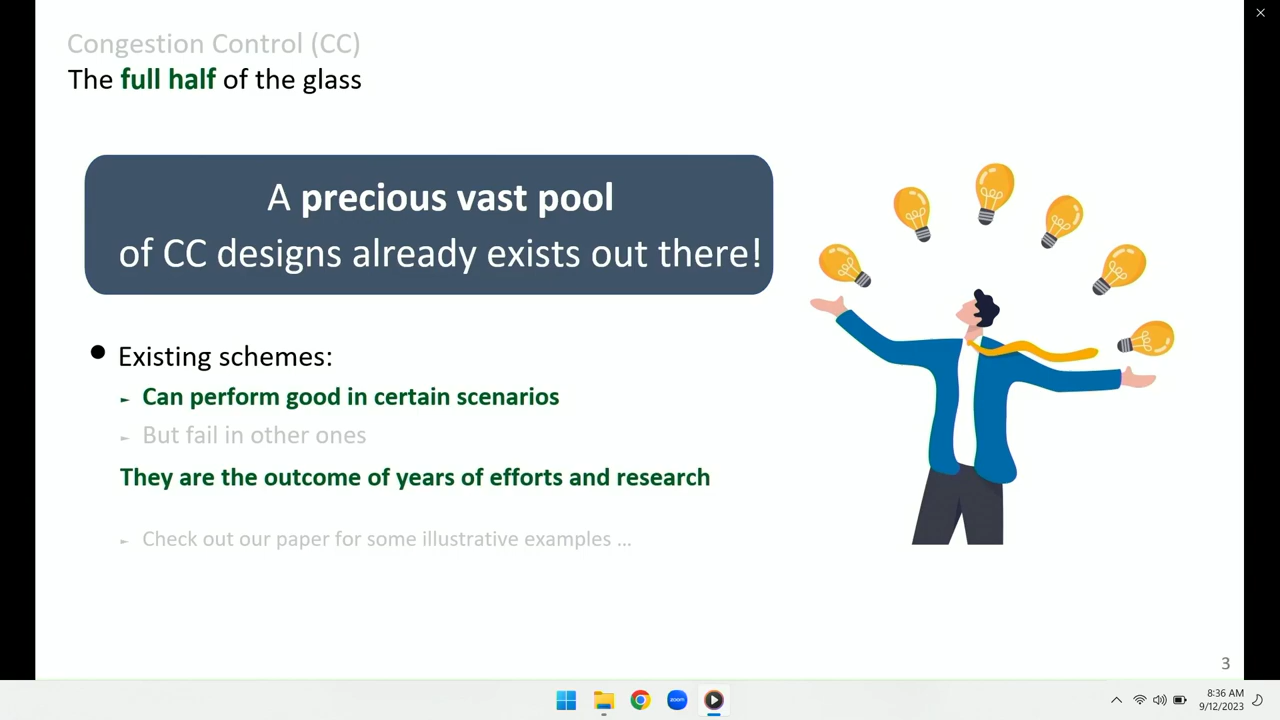 Congestion Control (CC)
The full half of the glass
A precious vast pool
of CC designs already exists out there!
Existing schemes:
Can perform good in certain scenarios
But fail in other ones
They are the outcome of years of efforts and research
Check out our paper for some illustrative examples ...
3
zoom
8:36 AM
9/12/2023